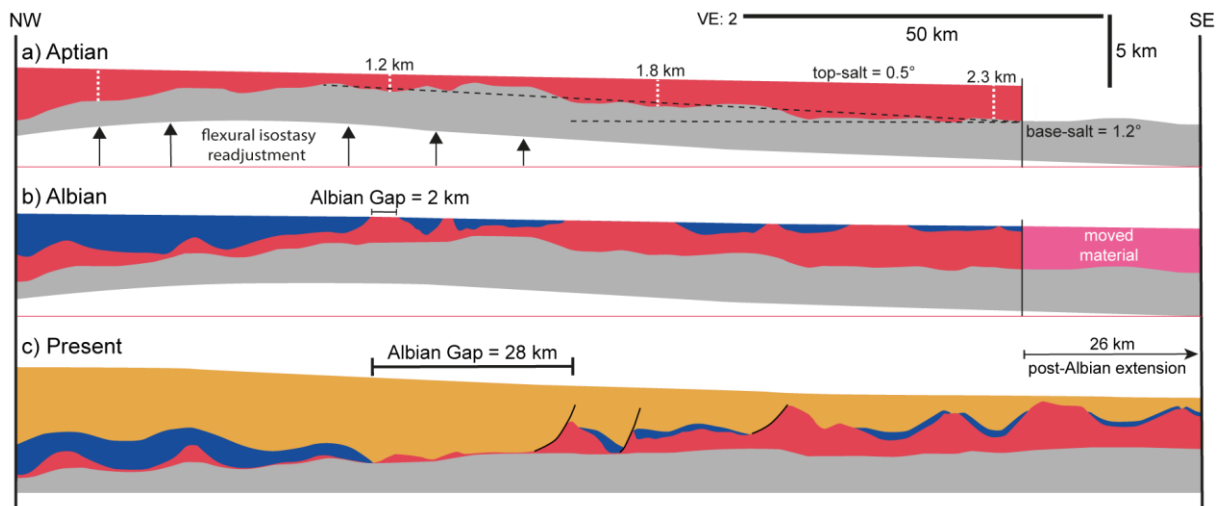 NW
VE: 2
50 km
SE
5 km
a) Aptian
1.2 km
1.8 km
top-salt = 0.5°
2.3 km
flexural isostasy
readjustment
base-salt = 1.2°
b) Albian
Albian Gap = 2 km
moved
material
c) Present
Albian Gap = 28 km
26 km
post-Albian extension